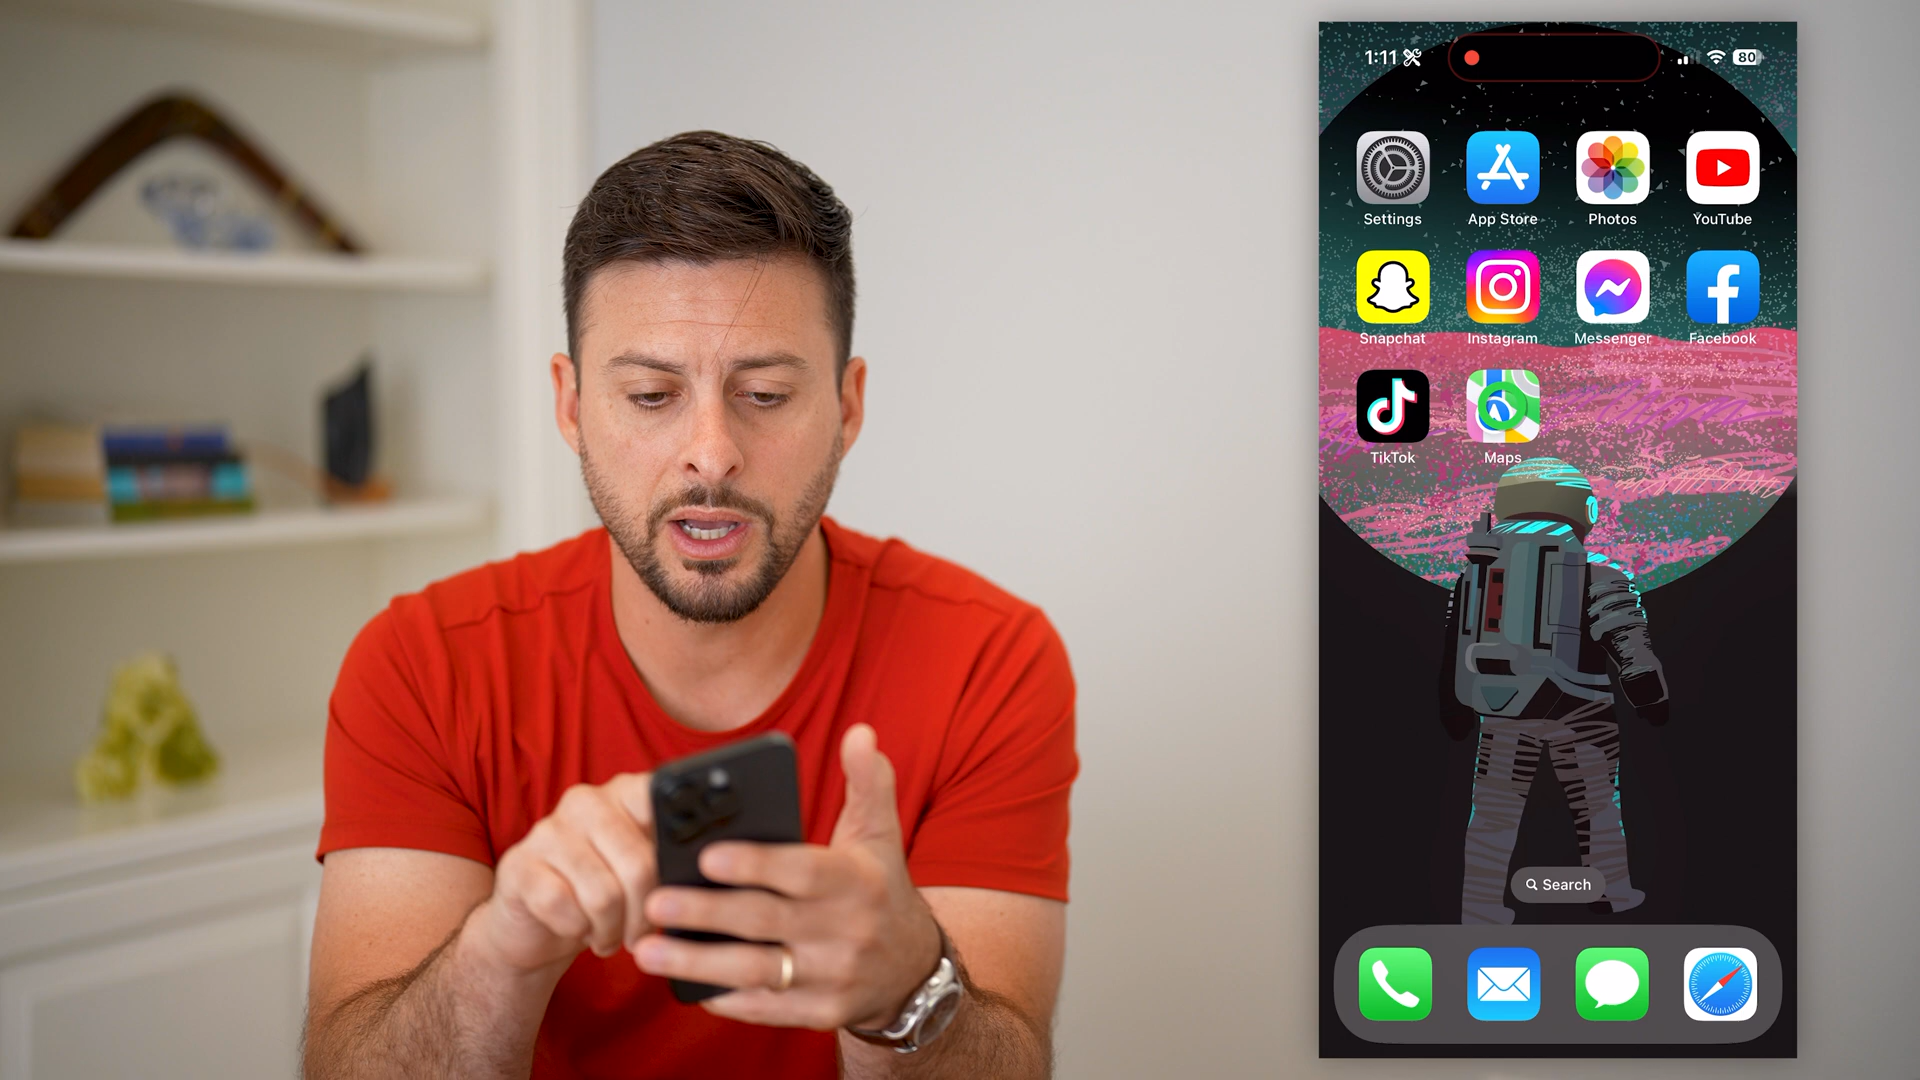 1:11 80
Settings App Store Photos YouTube
Snapchat Instagram Messenger Facebook
TikTok Maps
Search